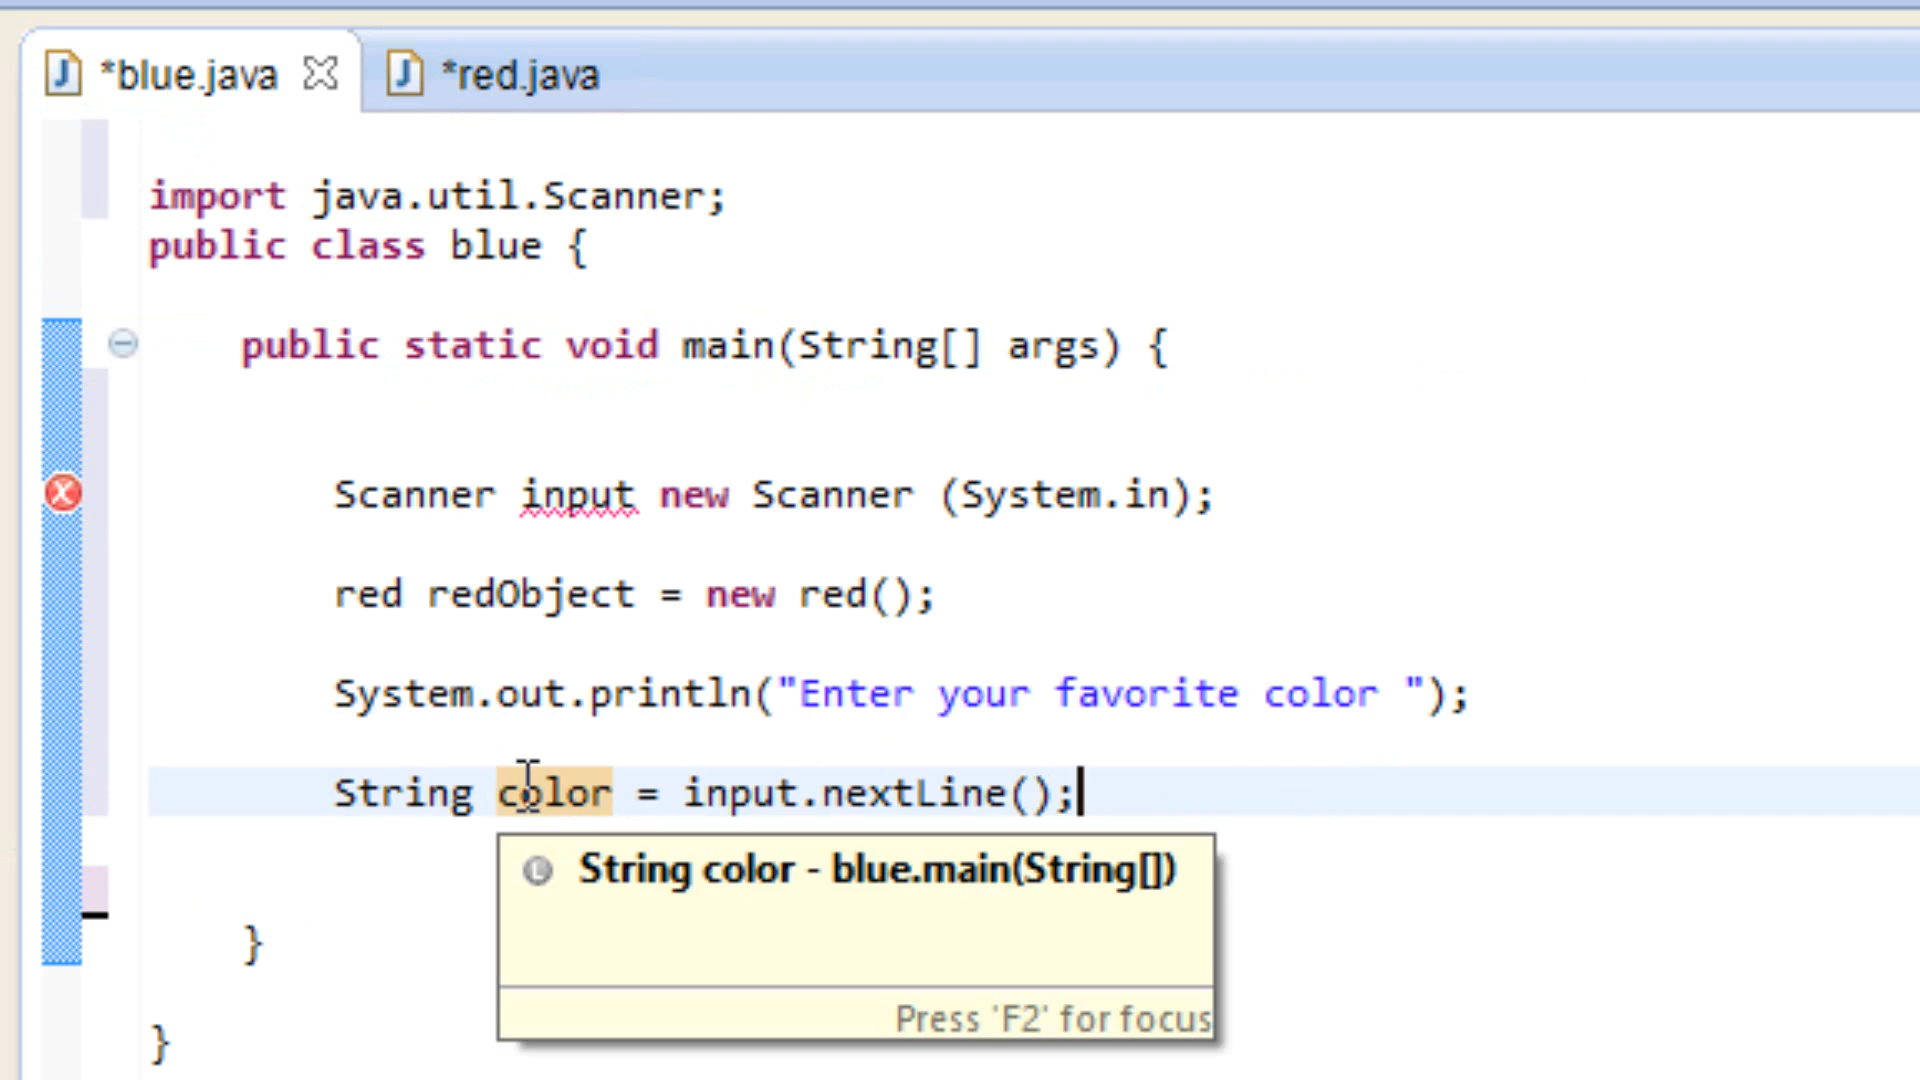 *blue.java *red.java
import java.util.Scanner;
public class blue {
public static void main(String[] args) {
Scanner input new Scanner (System.in);
red redObject = new red();
System.out.println("Enter your favorite color ");
String color = input.nextLine();
String color - blue.main(String[])
}
Press 'F2' for focus
}